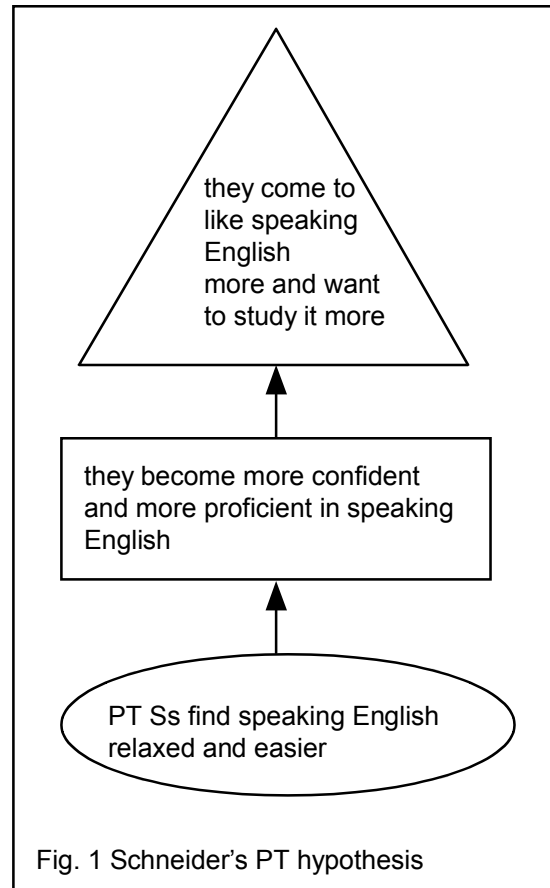 they come to
like speaking
English
more and want
to study it more
they become more confident
and more proficient in speaking
English
PT Ss find speaking English
relaxed and easier
Fig. 1 Schneider’s PT hypothesis